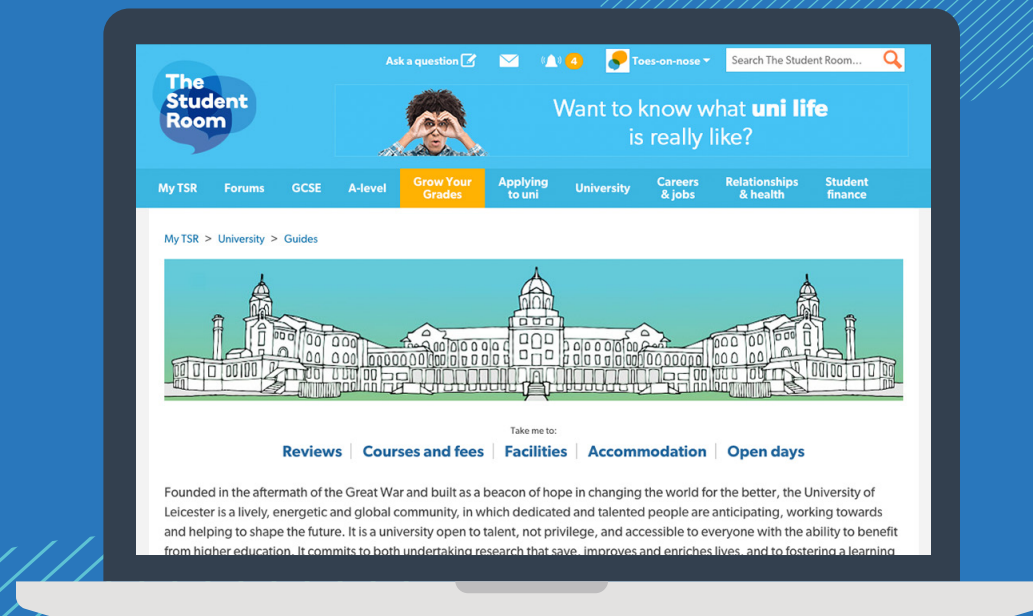 Ask a question
4
Toes-on-nose
Search The Student Room...
The
Student
Room
Want to know what uni life
is really like?
My TSR
Forums
GCSE
A-level
Grow Your
Grades
Applying
to uni
University
Careers
& jobs
Relationships
& health
Student
finance
My TSR > University > Guides
Take me to:
Reviews | Courses and fees | Facilities | Accommodation | Open days
Founded in the aftermath of the Great War and built as a beacon of hope in changing the world for the better, the University of
Leicester is a lively, energetic and global community, in which dedicated and talented people are anticipating, working towards
and helping to shape the future. It is a university open to talent, not privilege, and accessible to everyone with the ability to benefit
from higher education. It commits to both undertaking research that save, improves and enriches lives, and to fostering a learning